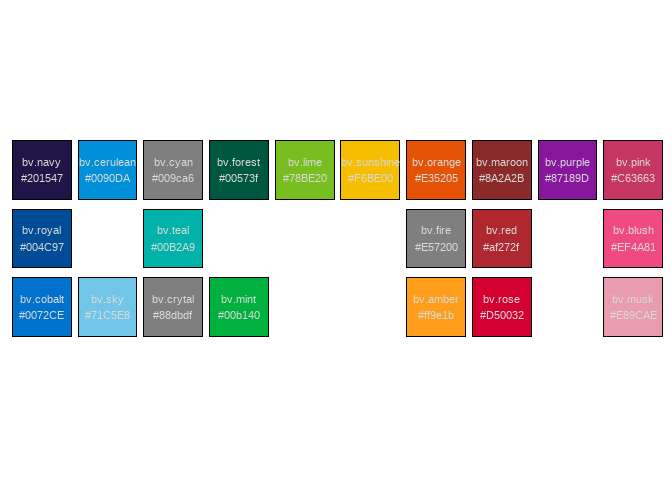 bv.navy
#201547
bv.cerulean
#0090DA
bv.cyan
#009ca6
bv.forest
#00573f
bv.lime
#78BE20
bv.sunshine
#F6BE00
bv.orange
#E35205
bv.maroon
#8A2A2B
bv.purple
#87189D
bv.pink
#C63663
bv.royal
#004C97
bv.teal
#00B2A9
bv.fire
#E57200
bv.red
#af272f
bv.blush
#EF4A81
bv.cobalt
#0072CE
bv.sky
#71C5E8
bv.crytal
#88dbdf
bv.mint
#00b140
bv.amber
#ff9e1b
bv.rose
#D50032
bv.musk
#E89CAE